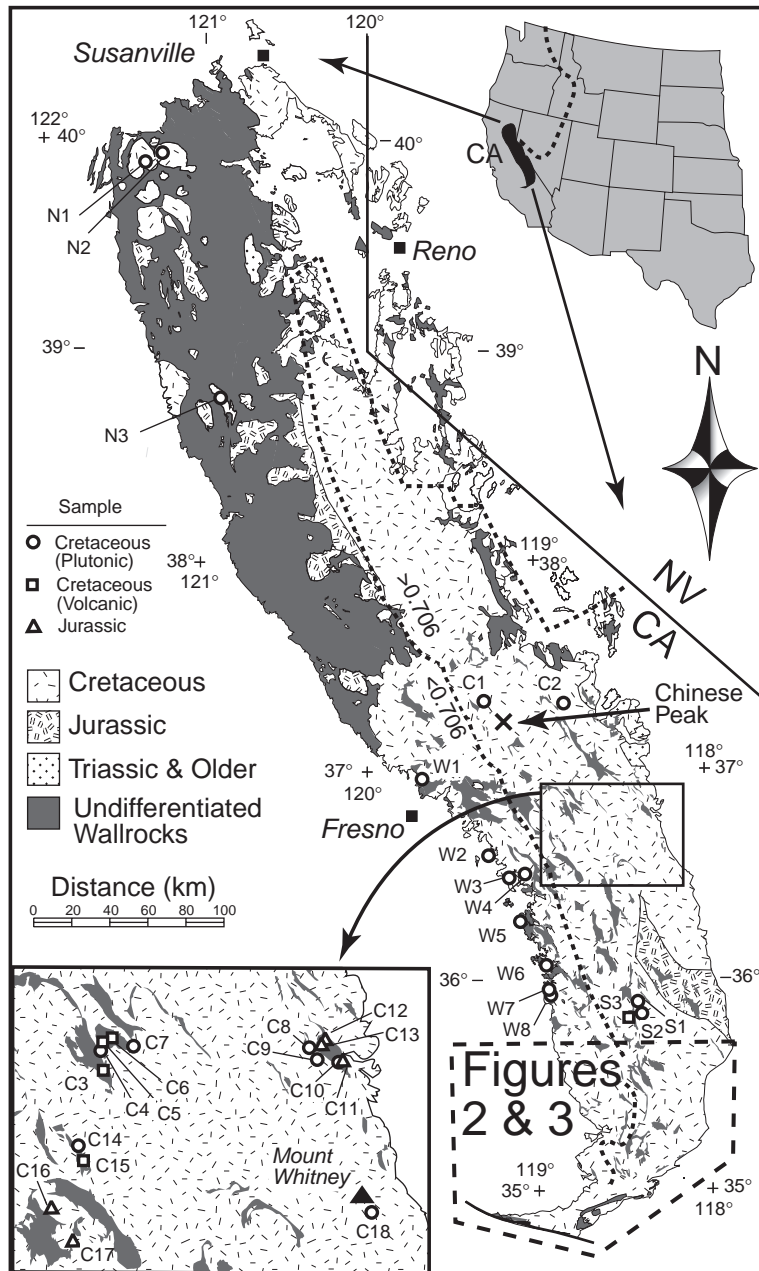 121°
120°
Susanville
122°
+ 40°
40°
CA
N1
N2
Reno
39°
39°
N
N3
Sample
Cretaceous
(Plutonic)
Cretaceous
(Volcanic)
Jurassic
38°+
121°
119°
+38°
NV
CA
>0.706
<0.706
Cretaceous
Jurassic
Triassic & Older
Undifferentiated
Wallrocks
C1
C2
Chinese
Peak
118°
+ 37°
37° +
120°
W1
Fresno
Distance (km)
0 20 40 60 80 100
W2
W3
W4
W5
W6
W7
W8
36°
36°
S3
S1
S2
C12
C13
C8
C9
C10
C11
C7
C6
C5
C4
C3
C14
C15
C16
C17
Mount
Whitney
C18
Figures
2 & 3
119°
35° +
+ 35°
118°